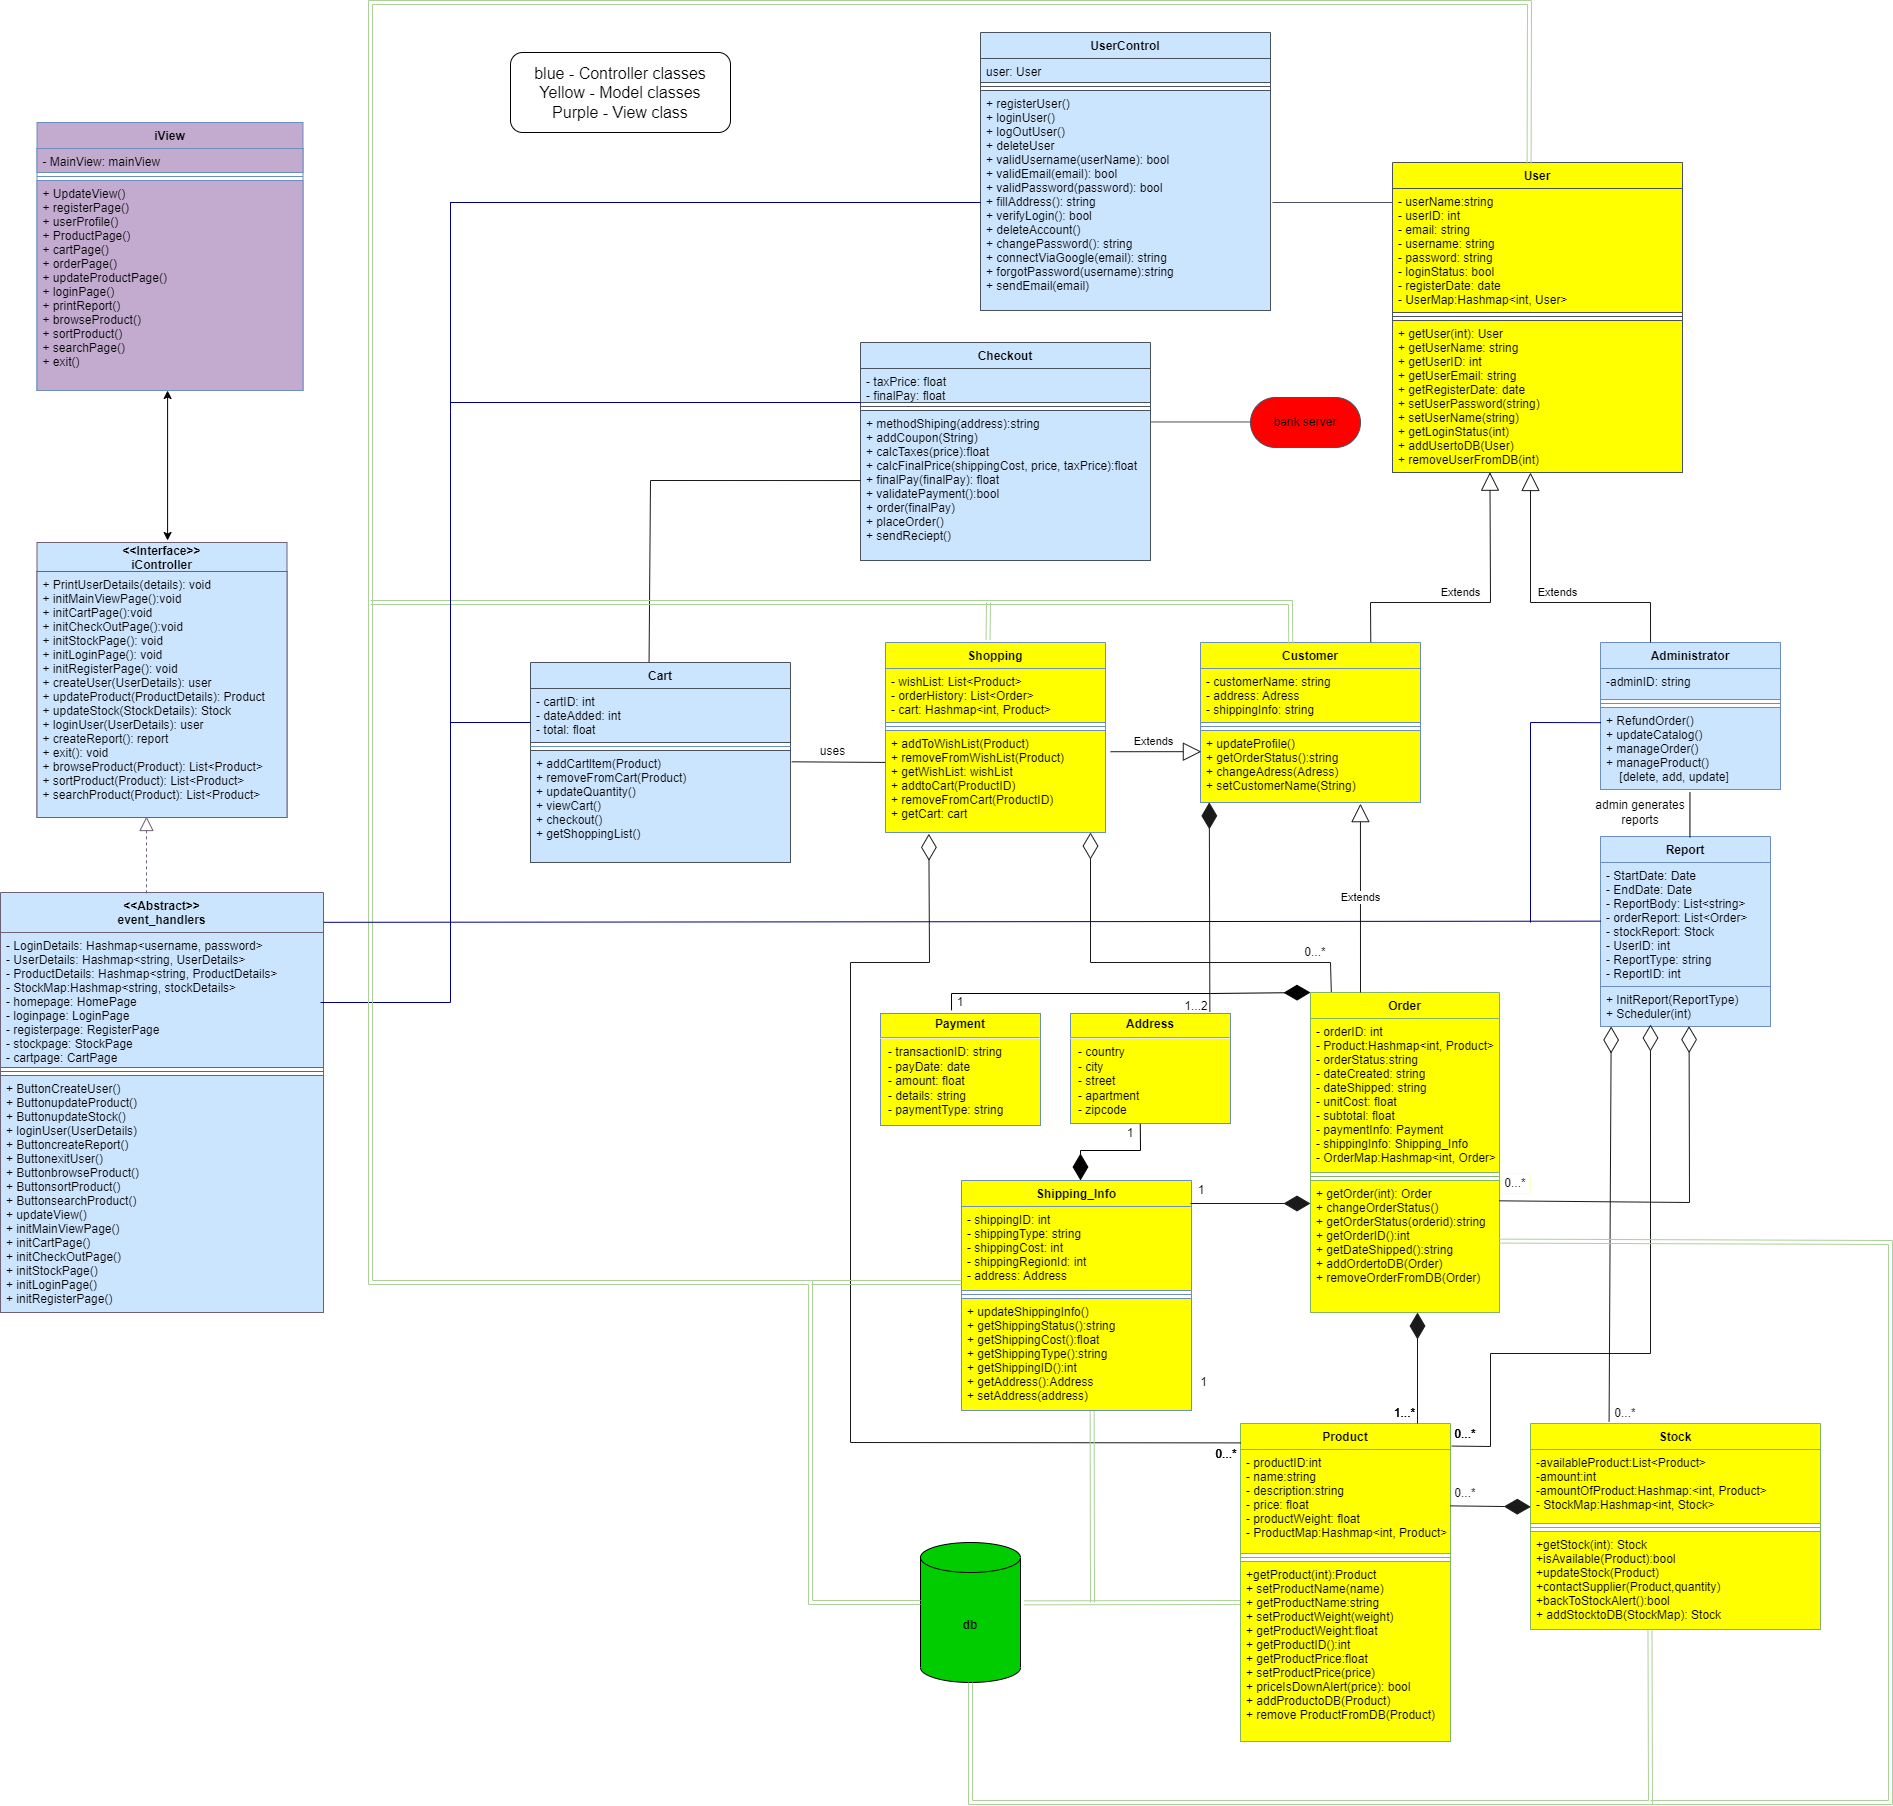 blue - Controller classes
Yellow - Model classes
Purple - View class
iView
- MainView: mainView
+ UpdateView()
+ registerPage()
+ userProfile()
+ ProductPage()
+ cartPage()
+ orderPage()
+ updateProductPage()
+ loginPage()
+ printReport()
+ browseProduct()
+ sortProduct()
+ searchPage()
+ exit()
<<Interface>>
iController
+ PrintUserDetails(details): void
+ initMainViewPage():void
+ initCartPage():void
+ initCheckOutPage():void
+ initStockPage(): void
+ initLoginPage(): void
+ initRegisterPage(): void
+ createUser(UserDetails): user
+ updateProduct(ProductDetails): Product
+ updateStock(StockDetails): Stock
+ loginUser(UserDetails): user
+ createReport(): report
+ exit(): void
+ browseProduct(Product): List<Product>
+ sortProduct(Product): List<Product>
+ searchProduct(Product): List<Product>
<<Abstract>>
event_handlers
- LoginDetails: Hashmap<username, password>
- UserDetails: Hashmap<string, UserDetails>
- ProductDetails: Hashmap<string, ProductDetails>
- StockMap:Hashmap<string, stockDetails>
- homepage: HomePage
- loginpage: LoginPage
- registerpage: RegisterPage
- stockpage: StockPage
- cartpage: CartPage
+ ButtonCreateUser()
+ ButtonupdateProduct()
+ ButtonupdateStock()
+ loginUser(UserDetails)
+ ButtoncreateReport()
+ ButtonexitUser()
+ ButtonbrowseProduct()
+ ButtonsortProduct()
+ ButtonsearchProduct()
+ updateView()
+ initMainViewPage()
+ initCartPage()
+ initCheckOutPage()
+ initStockPage()
+ initLoginPage()
+ initRegisterPage()
UserControl
user: User
+ registerUser()
+ loginUser()
+ logOutUser()
+ deleteUser
+ validUsername(userName): bool
+ validEmail(email): bool
+ validPassword(password): bool
+ fillAddress(): string
+ verifyLogin(): bool
+ deleteAccount()
+ changePassword(): string
+ connectViaGoogle(email): string
+ forgotPassword(username):string
+ sendEmail(email)
User
- userName:string
- userID: int
- email: string
- username: string
- password: string
- loginStatus: bool
- registerDate: date
- UserMap:Hashmap<int, User>
+ getUser(int): User
+ getUserName: string
+ getUserID: int
+ getUserEmail: string
+ getRegisterDate: date
+ setUserPassword(string)
+ setUserName(string)
+ getLoginStatus(int)
+ addUsertoDB(User)
+ removeUserFromDB(int)
Checkout
- taxPrice: float
- finalPay: float
+ methodShiping(address):string
+ addCoupon(String)
+ calcTaxes(price):float
+ calcFinalPrice(shippingCost, price, taxPrice):float
+ finalPay(finalPay): float
+ validatePayment():bool
+ order(finalPay)
+ placeOrder()
+ sendReciept()
bank server
Extends
Extends
Cart
- cartID: int
- dateAdded: int
- total: float
+ addCartItem(Product)
+ removeFromCart(Product)
+ updateQuantity()
+ viewCart()
+ checkout()
+ getShoppingList()
uses
Shopping
- wishList: List<Product>
- orderHistory: List<Order>
- cart: Hashmap<int, Product>
+ addToWishList(Product)
+ removeFromWishList(Product)
+ getWishList: wishList
+ addtoCart(ProductID)
+ removeFromCart(ProductID)
+ getCart: cart
Extends
Customer
- customerName: string
- address: Adress
- shippingInfo: string
+ updateProfile()
+ getOrderStatus():string
+ changeAdress(Adress)
+ setCustomerName(String)
Administrator
-adminID: string
+ RefundOrder()
+ updateCatalog()
+ manageOrder()
+ manageProduct()
[delete, add, update]
admin generates
reports
Report
- StartDate: Date
- EndDate: Date
- ReportBody: List<string>
- orderReport: List<Order>
- stockReport: Stock
- UserID: int
- ReportType: string
- ReportID: int
+ InitReport(ReportType)
+ Scheduler(int)
Extends
0...*
1
1...2
Payment
- transactionID: string
- payDate: date
- amount: float
- details: string
- paymentType: string
Address
- country
- city
- street
- apartment
- zipcode
1
Order
- orderID: int
- Product:Hashmap<int, Product>
- orderStatus:string
- dateCreated: string
- dateShipped: string
- unitCost: float
- subtotal: float
- paymentInfo: Payment
- shippingInfo: Shipping_Info
- OrderMap:Hashmap<int, Order>
+ getOrder(int): Order
+ changeOrderStatus()
+ getOrderStatus(orderid):string
+ getOrderID():int
+ getDateShipped():string
+ addOrdertoDB(Order)
+ removeOrderFromDB(Order)
0...*
Shipping_Info
- shippingID: int
- shippingType: string
- shippingCost: int
- shippingRegionId: int
- address: Address
+ updateShippingInfo()
+ getShippingStatus():string
+ getShippingCost():float
+ getShippingType():string
+ getShippingID():int
+ getAddress():Address
+ setAddress(address)
1
1
1...*
0...*
0...*
0...*
0...*
Product
- productID:int
- name:string
- description:string
- price: float
- productWeight: float
- ProductMap:Hashmap<int, Product>
+getProduct(int):Product
+ setProductName(name)
+ getProductName:string
+ setProductWeight(weight)
+ getProductWeight:float
+ getProductID():int
+ getProductPrice:float
+ setProductPrice(price)
+ priceIsDownAlert(price): bool
+ addProductoDB(Product)
+ remove ProductFromDB(Product)
Stock
-availableProduct:List<Product>
-amount:int
-amountOfProduct:Hashmap:<int, Product>
- StockMap:Hashmap<int, Stock>
+getStock(int): Stock
+isAvailable(Product):bool
+updateStock(Product)
+contactSupplier(Product,quantity)
+backToStockAlert():bool
+ addStocktoDB(StockMap): Stock
db